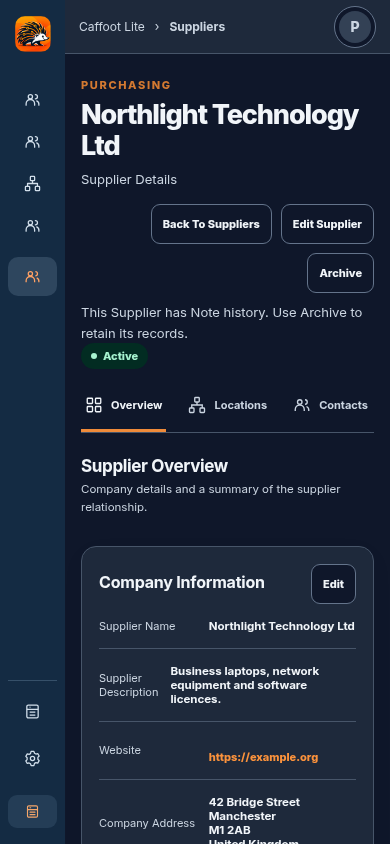 Caffoot Lite › Suppliers
P
PURCHASING
Northlight Technology
Ltd
Supplier Details
Back To Suppliers
Edit Supplier
Archive
This Supplier has Note history. Use Archive to
retain its records.
Active
Overview
Locations
Contacts
Supplier Overview
Company details and a summary of the supplier
relationship.
Company Information
Edit
Supplier Name
Northlight Technology Ltd
Supplier
Description
Business laptops, network
equipment and software
licences.
Website
https://example.org
Company Address
42 Bridge Street
Manchester
M1 2AB
United Kingdom